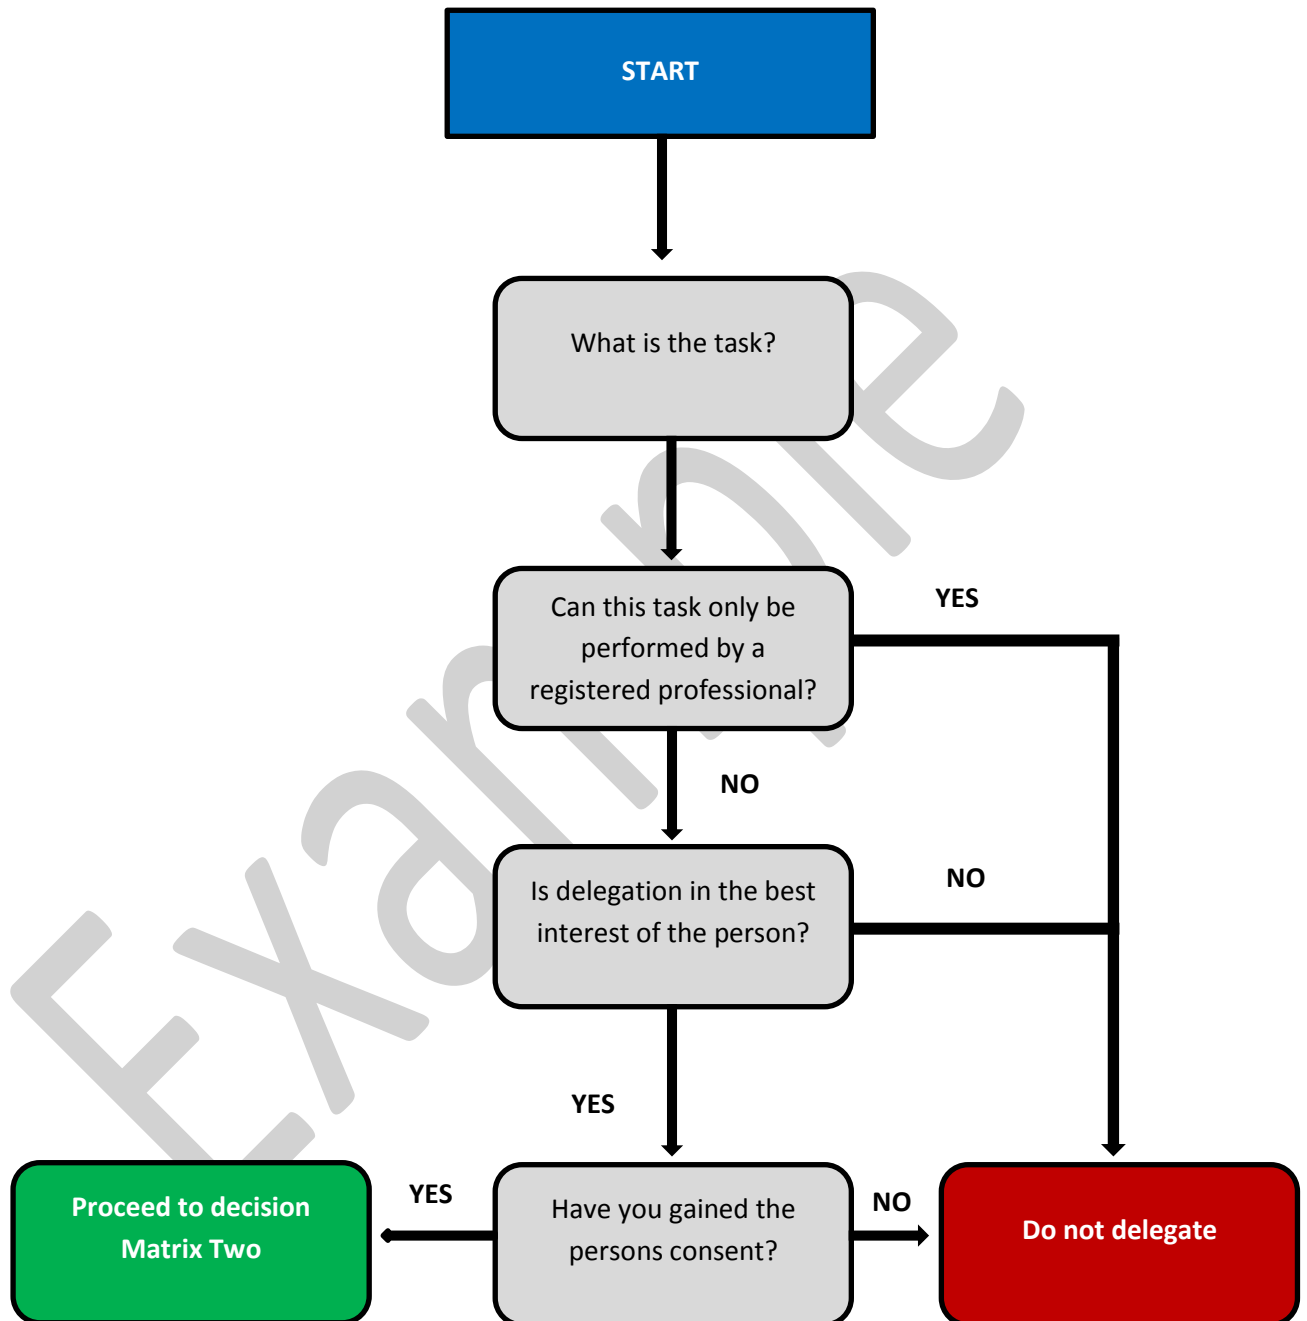 START
What is the task?
Can this task only be
performed by a
registered professional?
YES
NO
Is delegation in the best
interest of the person?
NO
YES
Proceed to decision
Matrix Two
YES
Have you gained the
persons consent?
NO
Do not delegate
Example